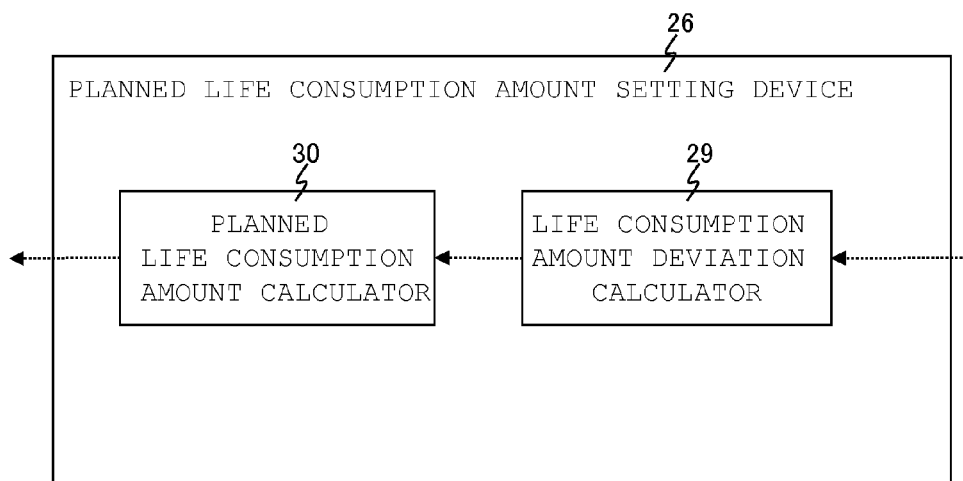 26
PLANNED LIFE CONSUMPTION AMOUNT SETTING DEVICE
30
PLANNED
LIFE CONSUMPTION
AMOUNT CALCULATOR
29
LIFE CONSUMPTION
AMOUNT DEVIATION
CALCULATOR